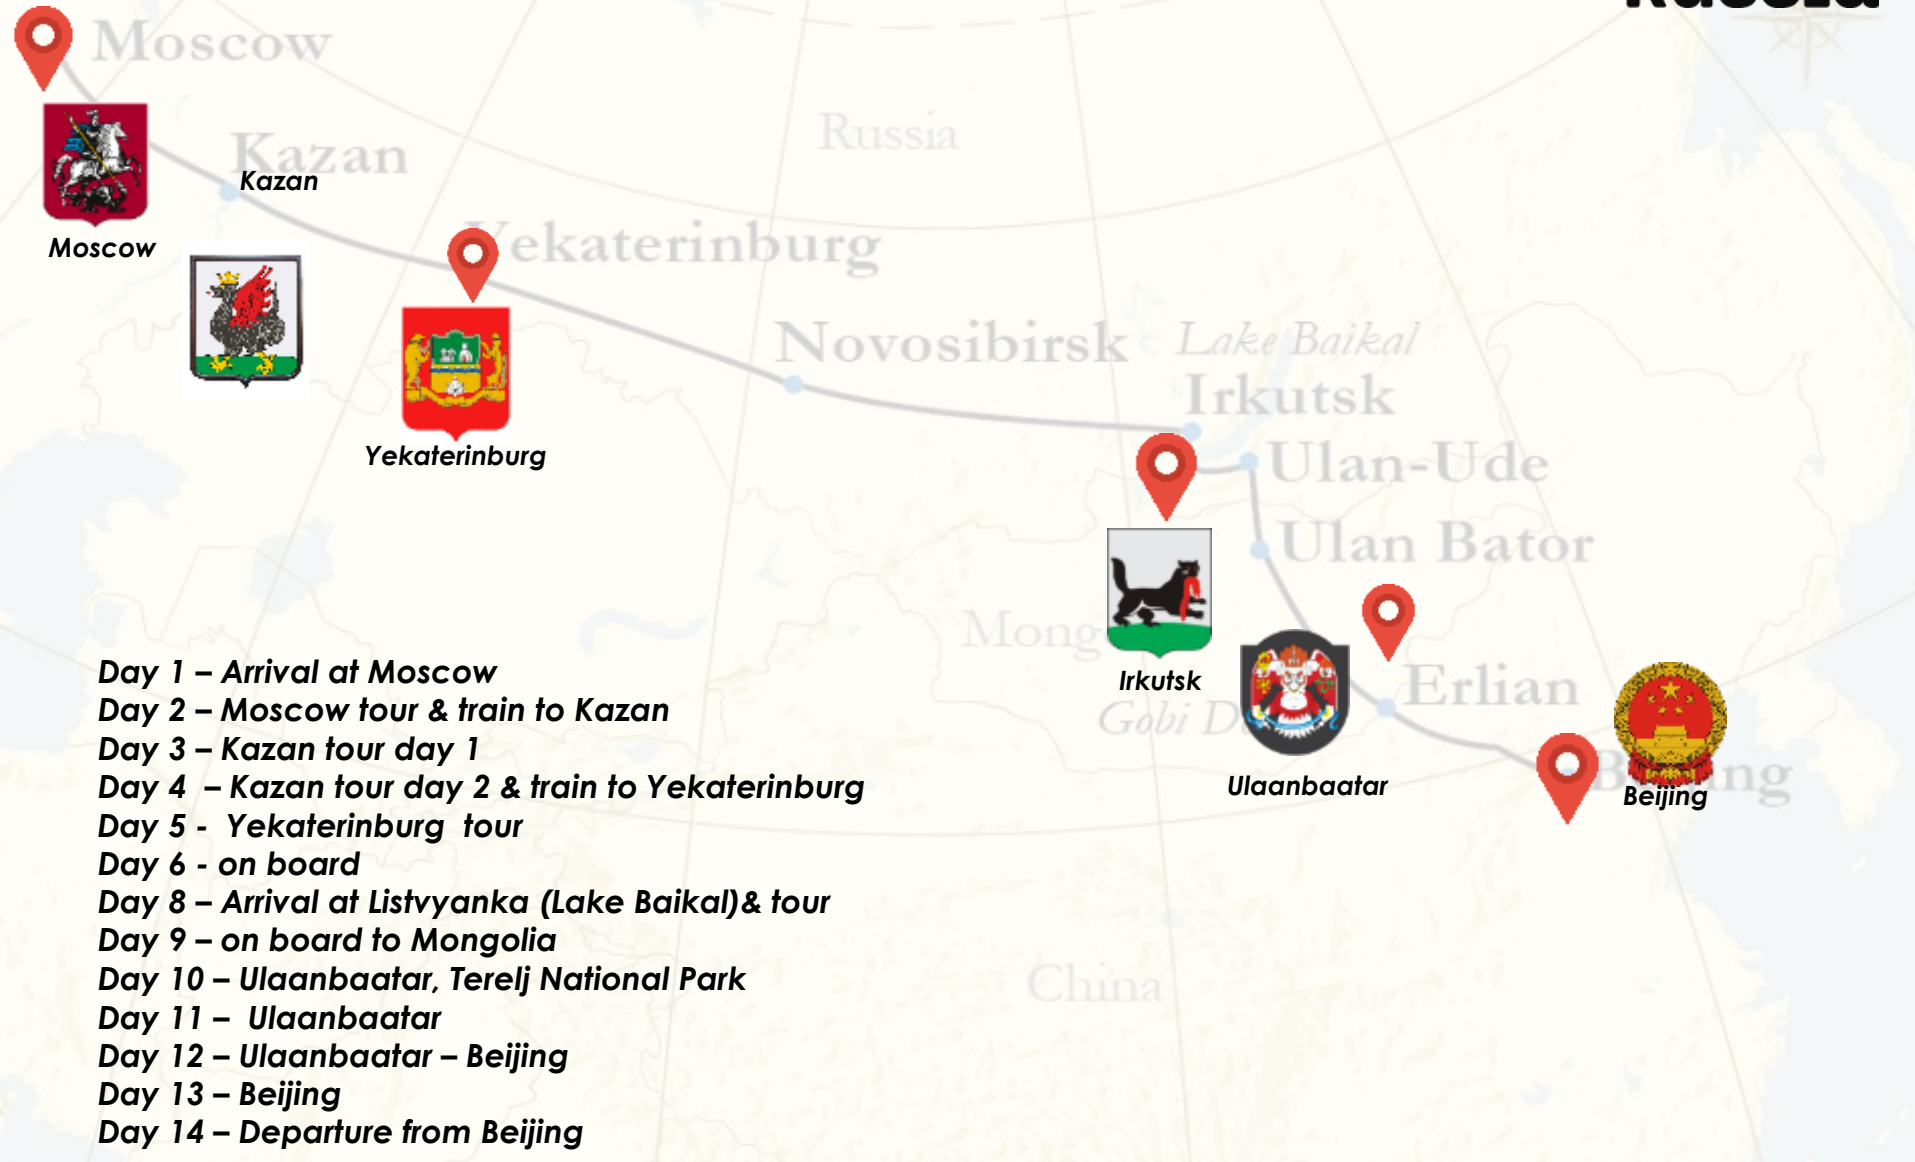 Russia
Moscow
Kazan
Kazan
Moscow
Russia
Yekaterinburg
Yekaterinburg
Novosibirsk
Lake Baikal
Irkutsk
Ulan-Ude
Ulan Bator
Irkutsk
Erlian
Ulaanbaatar
Beijing
China
Day 1 – Arrival at Moscow
Day 2 – Moscow tour & train to Kazan
Day 3 – Kazan tour day 1
Day 4 – Kazan tour day 2 & train to Yekaterinburg
Day 5 - Yekaterinburg tour
Day 6 - on board
Day 8 – Arrival at Listvyanka (Lake Baikal)& tour
Day 9 – on board to Mongolia
Day 10 – Ulaanbaatar, Terelj National Park
Day 11 – Ulaanbaatar
Day 12 – Ulaanbaatar – Beijing
Day 13 – Beijing
Day 14 – Departure from Beijing